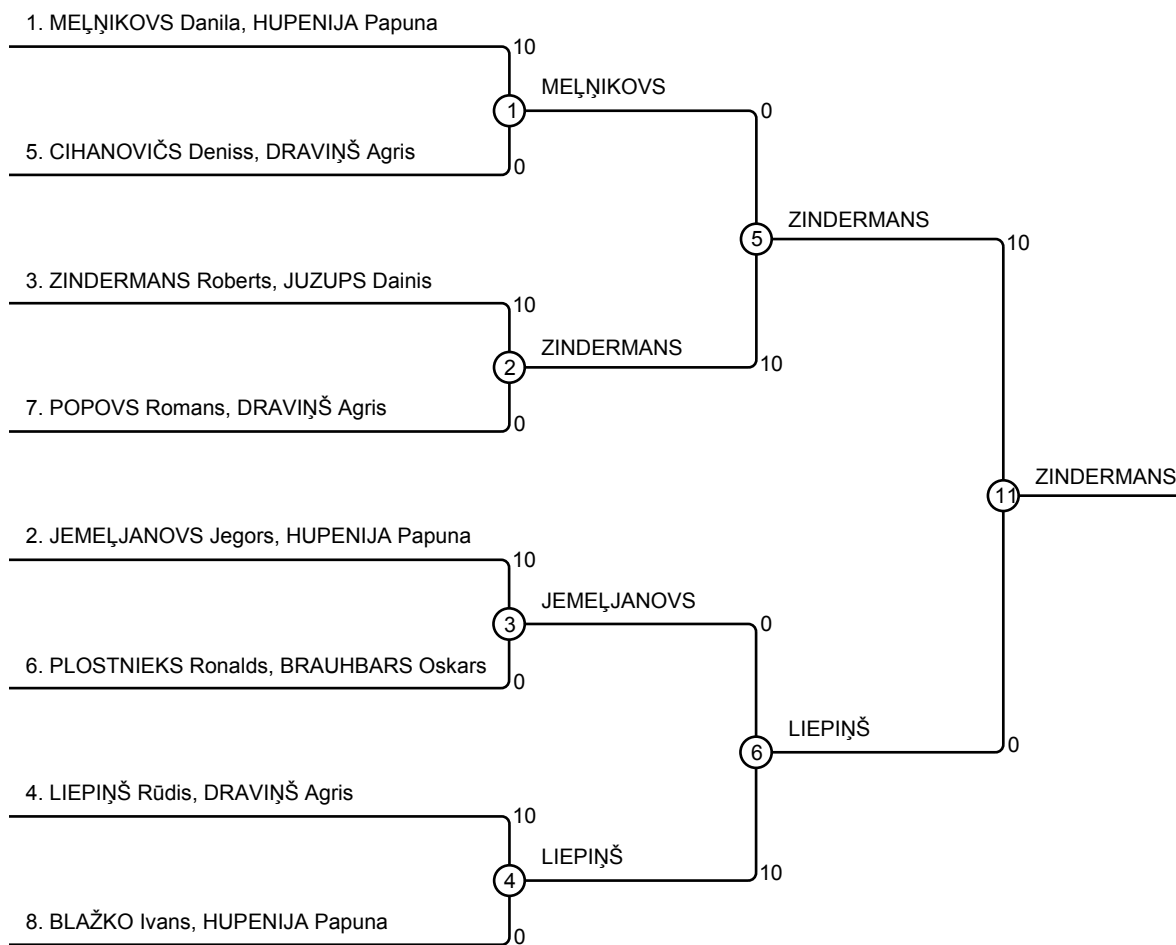 1. MEĻŅIKOVS Danila, HUPENIJA Papuna
10
MEĻŅIKOVS
1
0
5. CIHANOVIČS Deniss, DRAVIŅŠ Agris
0
ZINDERMANS
5
10
3. ZINDERMANS Roberts, JUZUPS Dainis
10
ZINDERMANS
2
10
7. POPOVS Romans, DRAVIŅŠ Agris
0
ZINDERMANS
11
2. JEMEĻJANOVS Jegors, HUPENIJA Papuna
10
JEMEĻJANOVS
3
0
6. PLOSTNIEKS Ronalds, BRAUHBARS Oskars
0
LIEPIŅŠ
6
0
4. LIEPIŅŠ Rūdis, DRAVIŅŠ Agris
10
LIEPIŅŠ
4
10
8. BLAŽKO Ivans, HUPENIJA Papuna
0